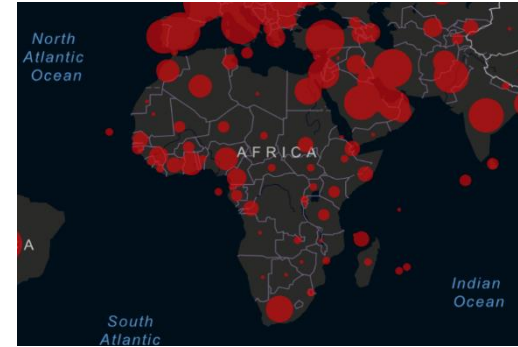 North
Atlantic
Ocean
AFRICA
A
Indian
Ocean
South
Atlantic